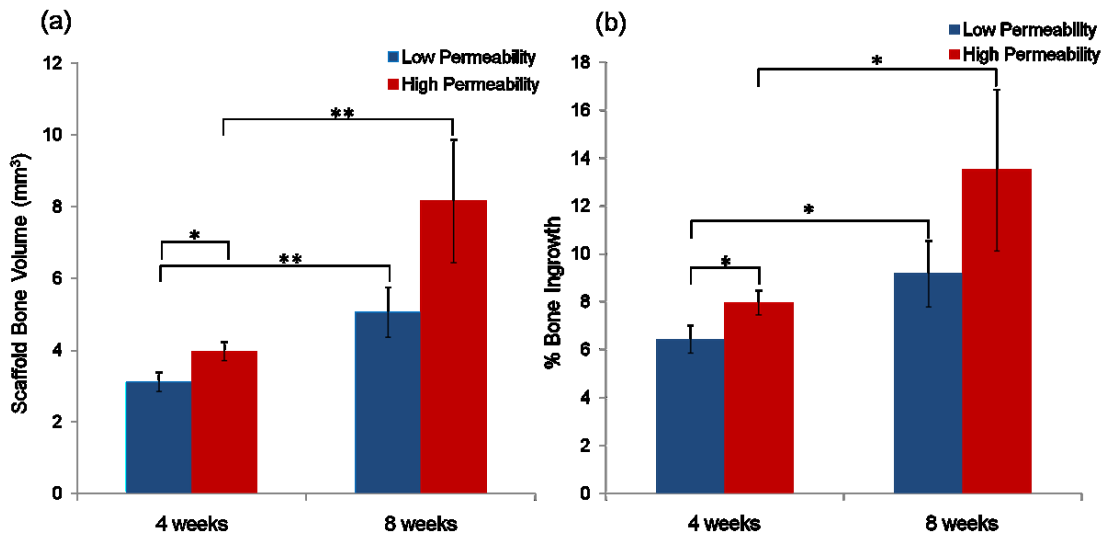 (a)
Low Permeability
High Permeability
Scaffold Bone Volume (mm³)
12
10
8
6
4
2
0
**
*
**
4 weeks
8 weeks
(b)
Low Permeability
High Permeability
% Bone Ingrowth
18
16
14
12
10
8
6
4
2
0
*
*
*
4 weeks
8 weeks